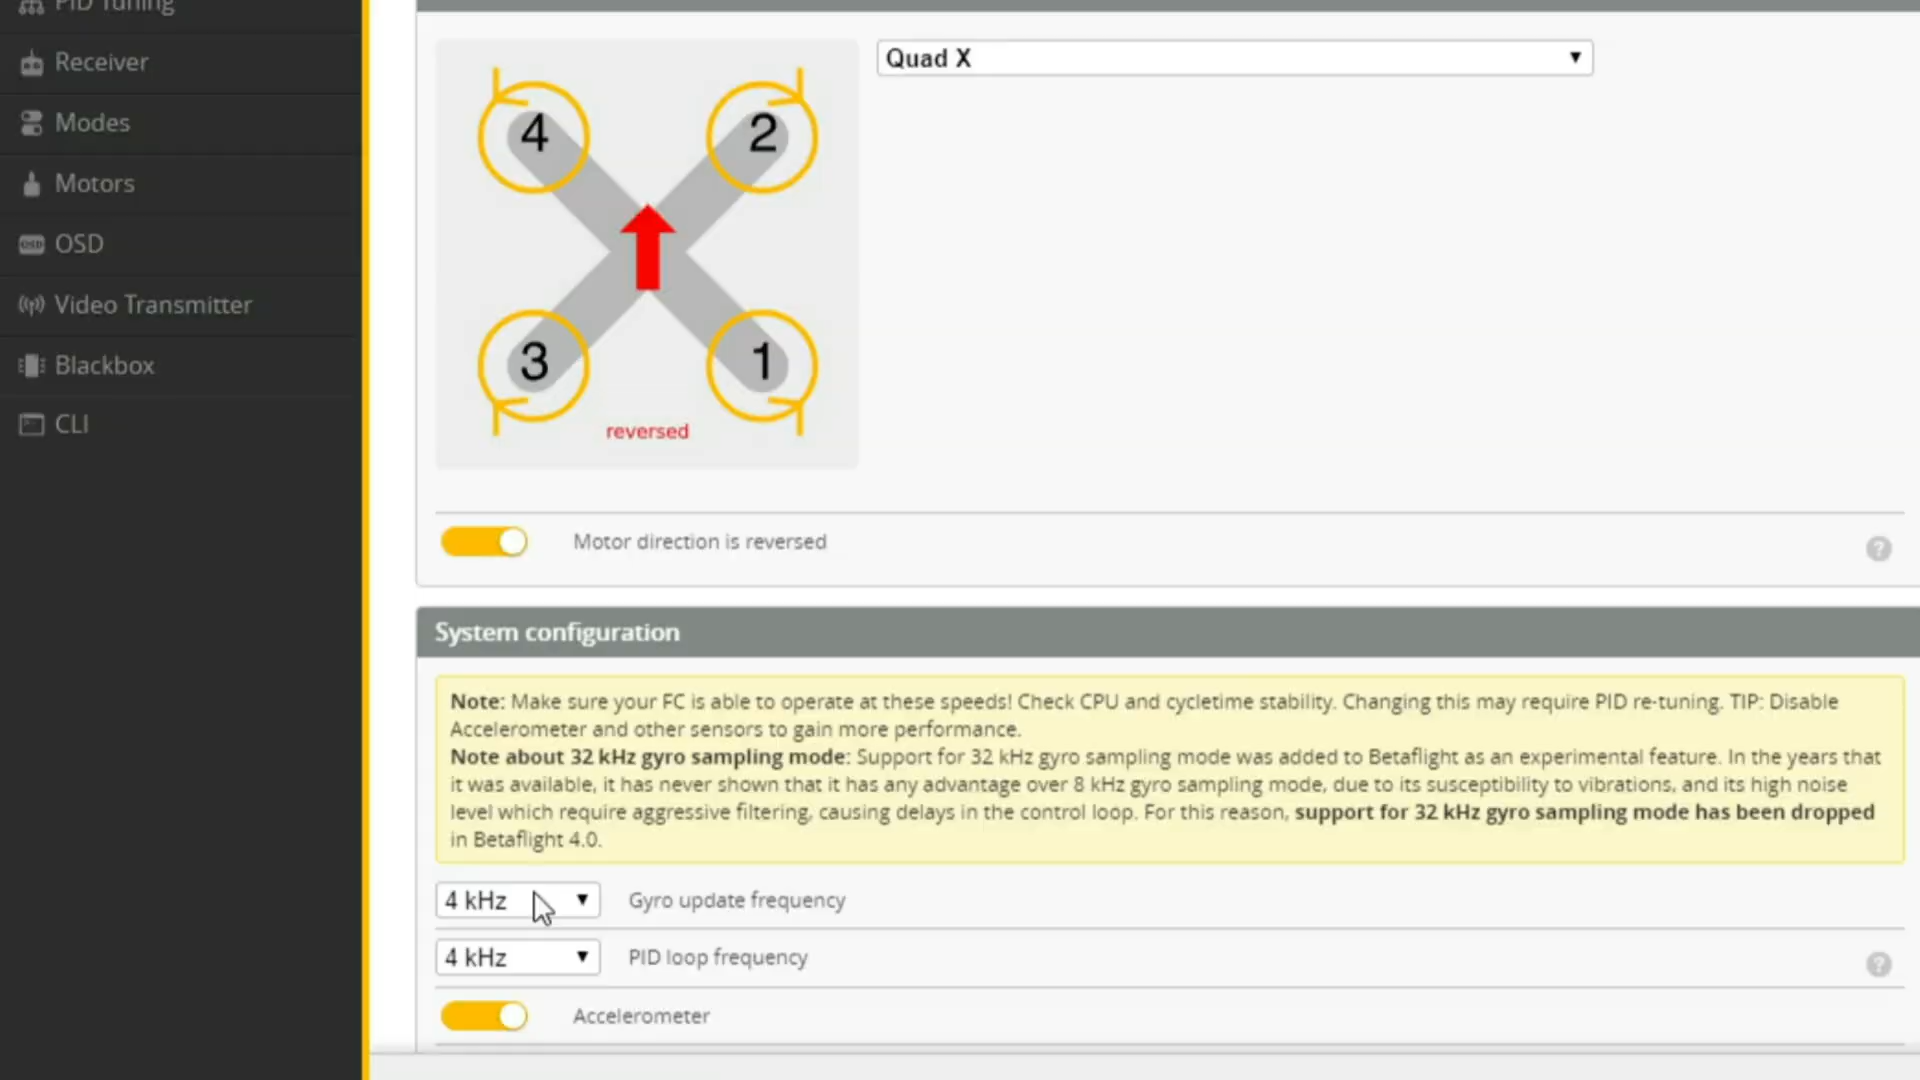 PID Tuning
Receiver
Modes
Motors
OSD
OSD
Video Transmitter
Blackbox
CLI
Quad X
4
2
3
1
reversed
Motor direction is reversed
?
System configuration
Note: Make sure your FC is able to operate at these speeds! Check CPU and cycletime stability. Changing this may require PID re-tuning. TIP: Disable
Accelerometer and other sensors to gain more performance.
Note about 32 kHz gyro sampling mode: Support for 32 kHz gyro sampling mode was added to Betaflight as an experimental feature. In the years that
it was available, it has never shown that it has any advantage over 8 kHz gyro sampling mode, due to its susceptibility to vibrations, and its high noise
level which require aggressive filtering, causing delays in the control loop. For this reason, support for 32 kHz gyro sampling mode has been dropped
in Betaflight 4.0.
4 kHz
Gyro update frequency
4 kHz
PID loop frequency
?
Accelerometer